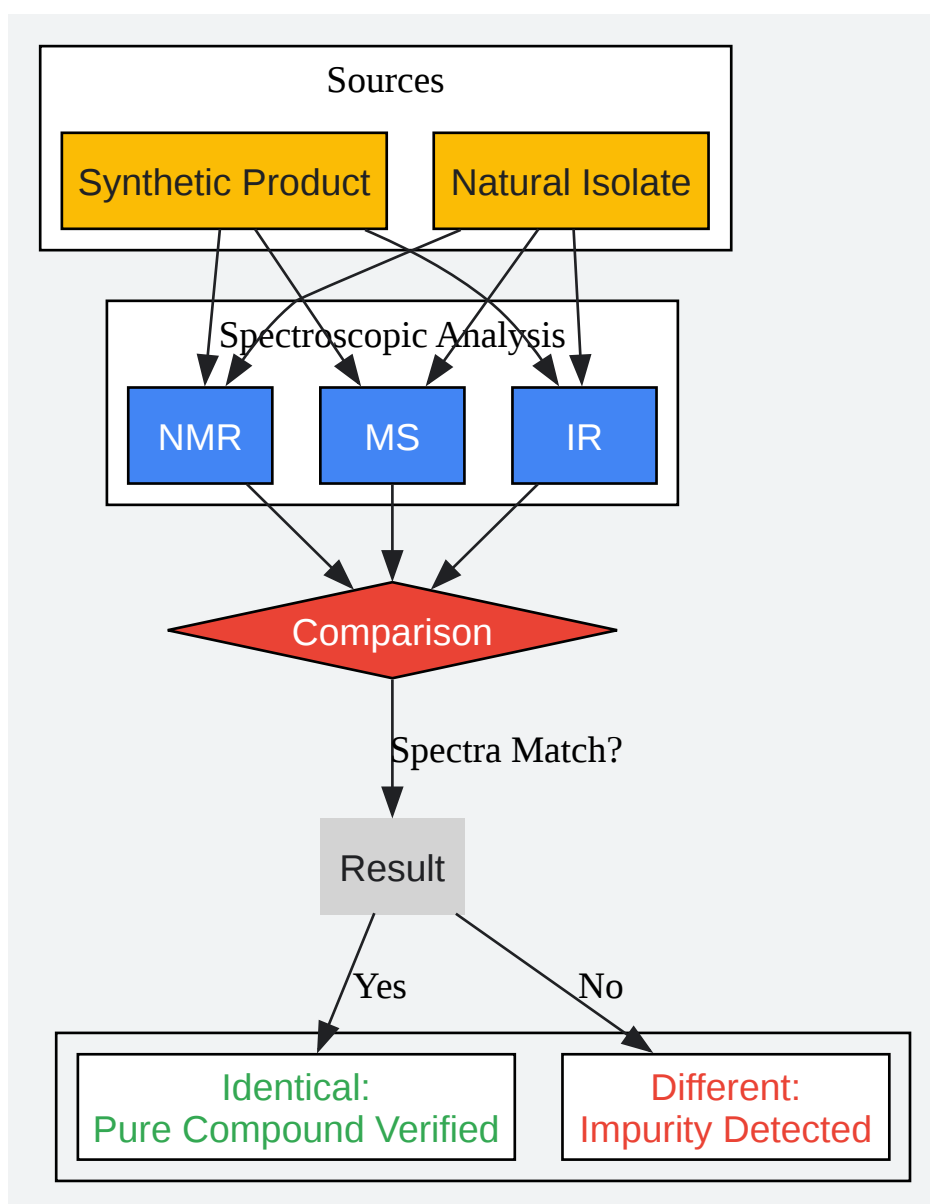 Sources
Synthetic Product
Natural Isolate
Spectroscopic Analysis
NMR
MS
IR
Comparison
Spectra Match?
Result
Yes
No
Identical:
Pure Compound Verified
Different:
Impurity Detected